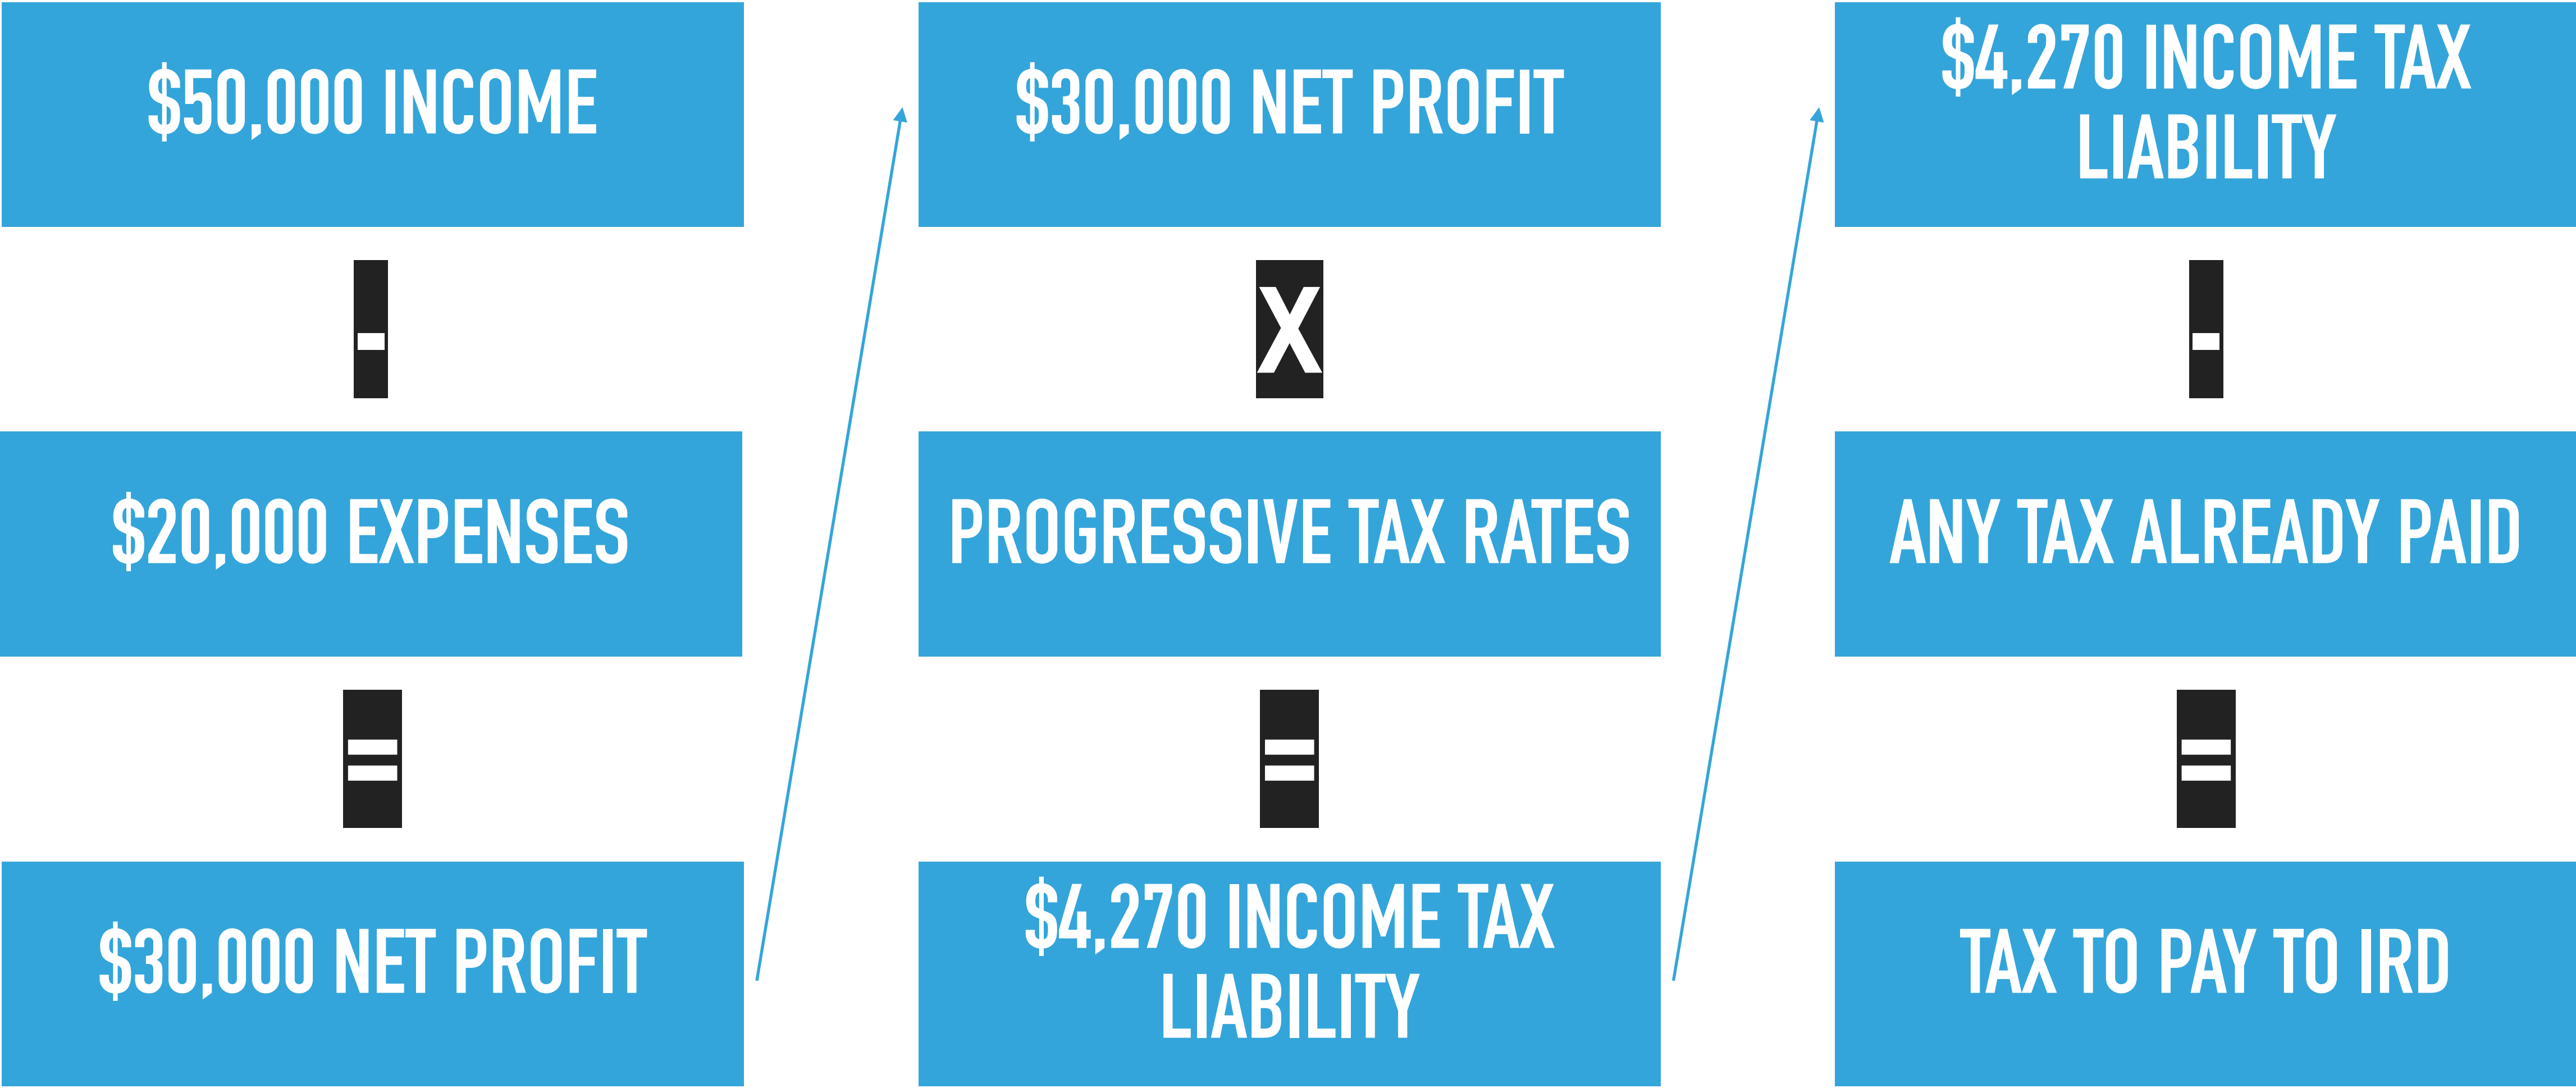 $50,000 INCOME
-
$20,000 EXPENSES
=
$30,000 NET PROFIT
$30,000 NET PROFIT
X
PROGRESSIVE TAX RATES
=
$4,270 INCOME TAX
LIABILITY
$4,270 INCOME TAX
LIABILITY
-
ANY TAX ALREADY PAID
=
TAX TO PAY TO IRD